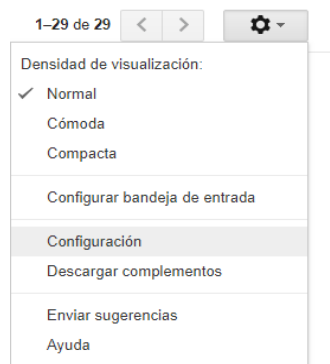 1–29 de 29
Densidad de visualización:
Normal
Cómoda
Compacta
Configurar bandeja de entrada
Configuración
Descargar complementos
Enviar sugerencias
Ayuda